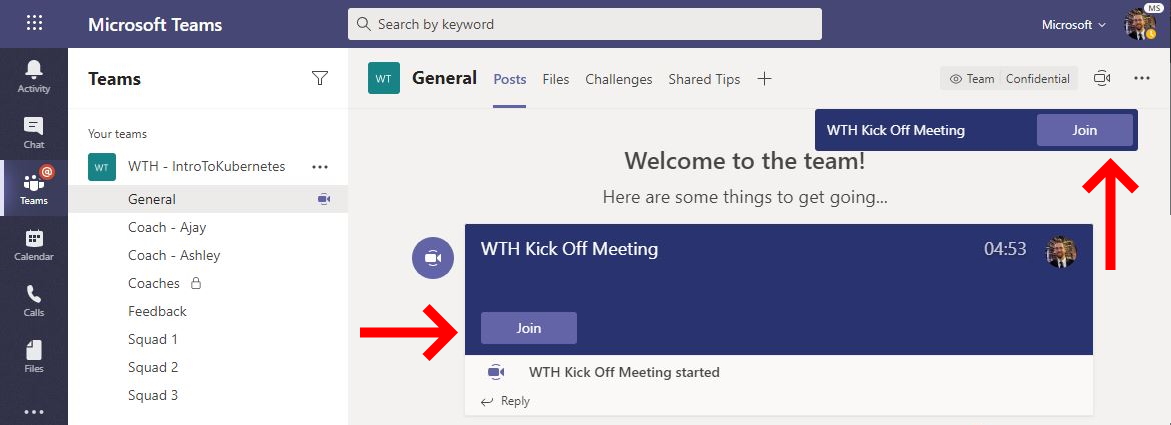 Microsoft Teams
Search by keyword
Microsoft
MS
Activity
Chat
@
Teams
Calendar
Calls
Files
Teams
Your teams
WT WTH - IntroToKubernetes
General
Coach - Ajay
Coach - Ashley
Coaches
Feedback
Squad 1
Squad 2
Squad 3
WT General Posts Files Challenges Shared Tips
Team Confidential
WTH Kick Off Meeting Join
Welcome to the team!
Here are some things to get going...
WTH Kick Off Meeting 04:53
Join
WTH Kick Off Meeting started
Reply